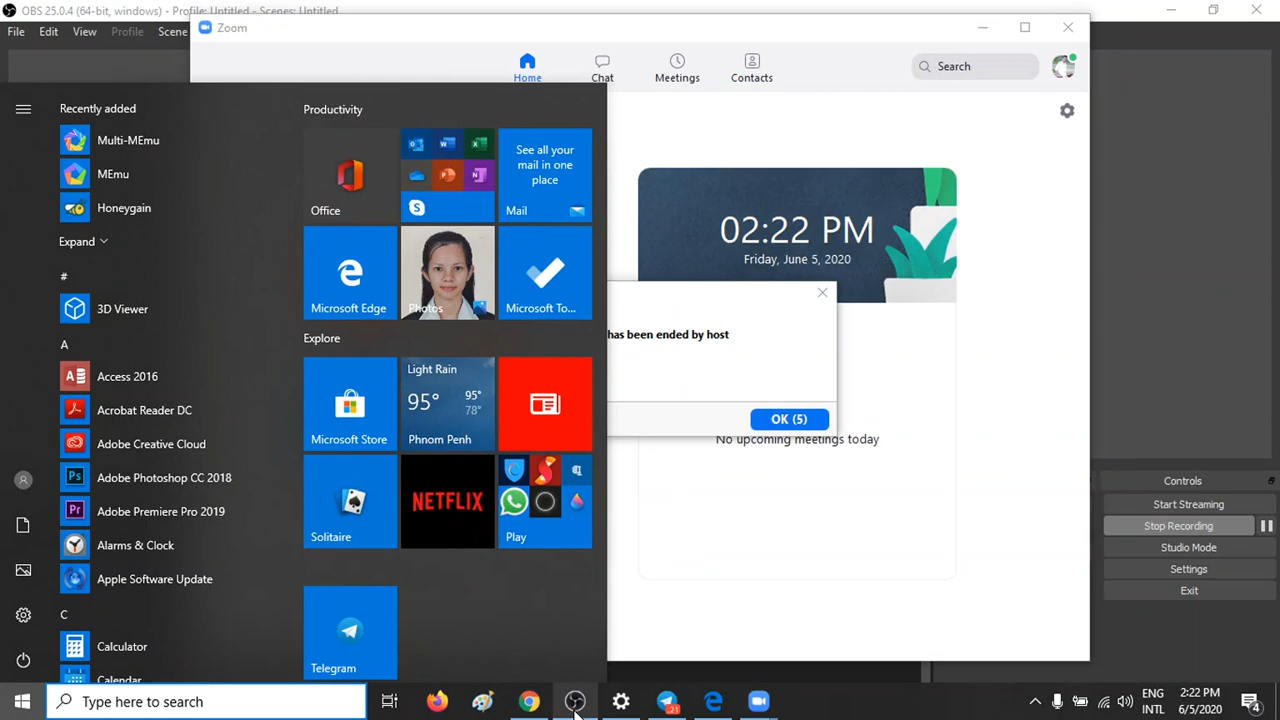 OBS 25.0.4 (64-bit, windows) - Profile: Untitled - Scenes: Untitled
File Edit View Profile Scene
Zoom
Home Chat Meetings Contacts
Search
Recently added
Multi-MEmu
MEmu
Honeygain
Expand
#
3D Viewer
A
Access 2016
Acrobat Reader DC
Adobe Creative Cloud
Adobe Photoshop CC 2018
Adobe Premiere Pro 2019
Alarms & Clock
Apple Software Update
C
Calculator
Calendar
Productivity
Office
See all your
mail in one
place
Mail
Microsoft Edge
Photos
Microsoft To...
Explore
Microsoft Store
Light Rain
95° 95°
78°
Phnom Penh
Solitaire
NETFLIX
Play
Telegram
02:22 PM
Friday, June 5, 2020
has been ended by host
OK (5)
No upcoming meetings today
Controls
Start Streaming
Stop Recording
Studio Mode
Settings
Exit
Type here to search
21
ENG
INTL
2:22 PM
6/5/2020
4